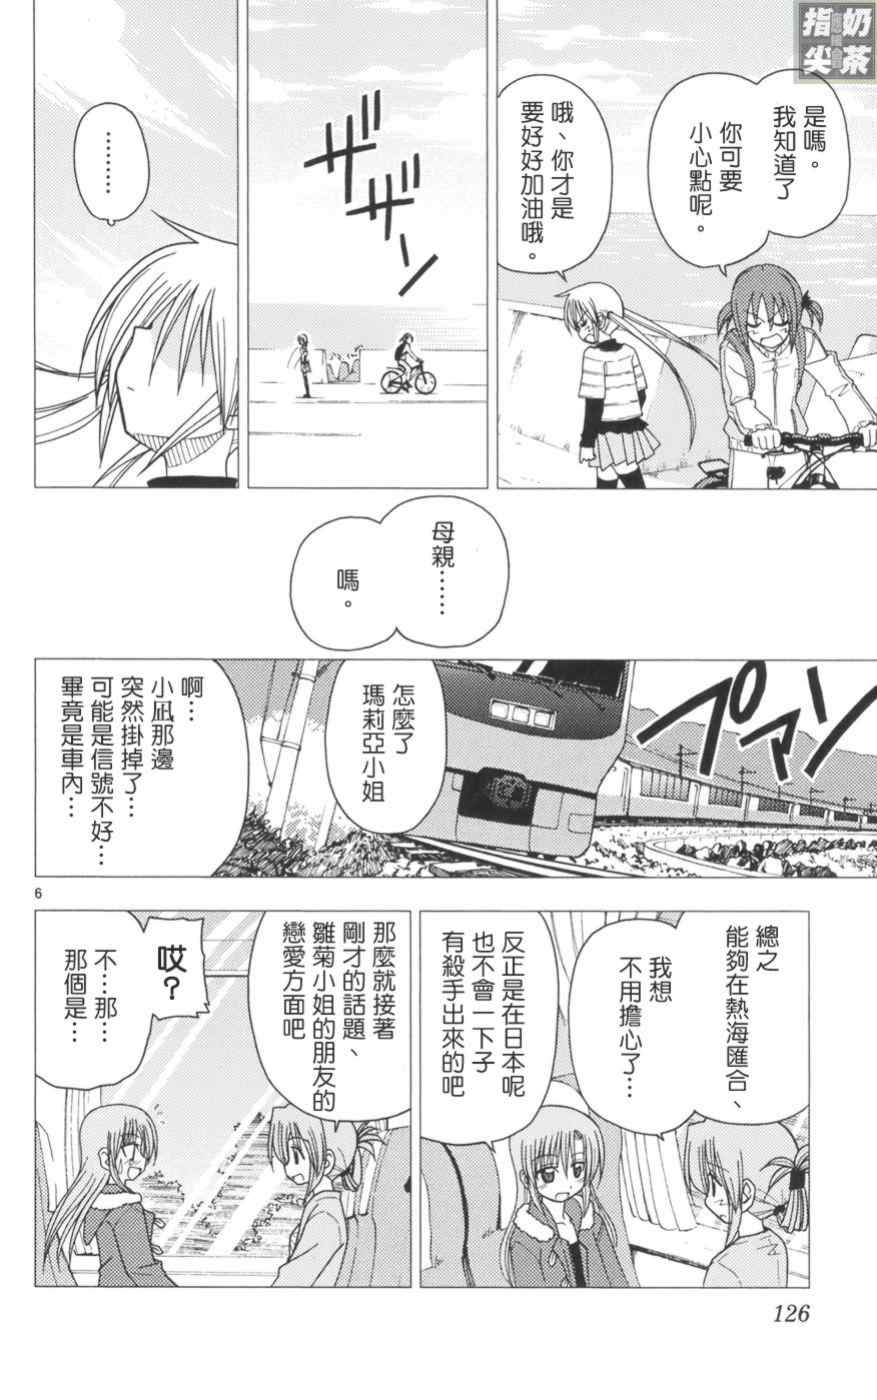 是嗎。
我知道了
你可要
小心點呢。
哦、你才是
要好好加油哦。
ザザァン
………
母親……
嗎。
プァァン
怎麼了
瑪莉亞小姐
啊…
小凪那邊
突然掛掉了…
可能是信號不好…
畢竟是車內…
總之
能夠在熱海匯合、
我想
不用擔心了…
反正是在日本呢
也不會一下子
有殺手出來的吧
那麼就接著
剛才的話題、
雛菊小姐的朋友的
戀愛方面吧
哎？
不…那…
那個是…
6
126
指 奶
尖 茶